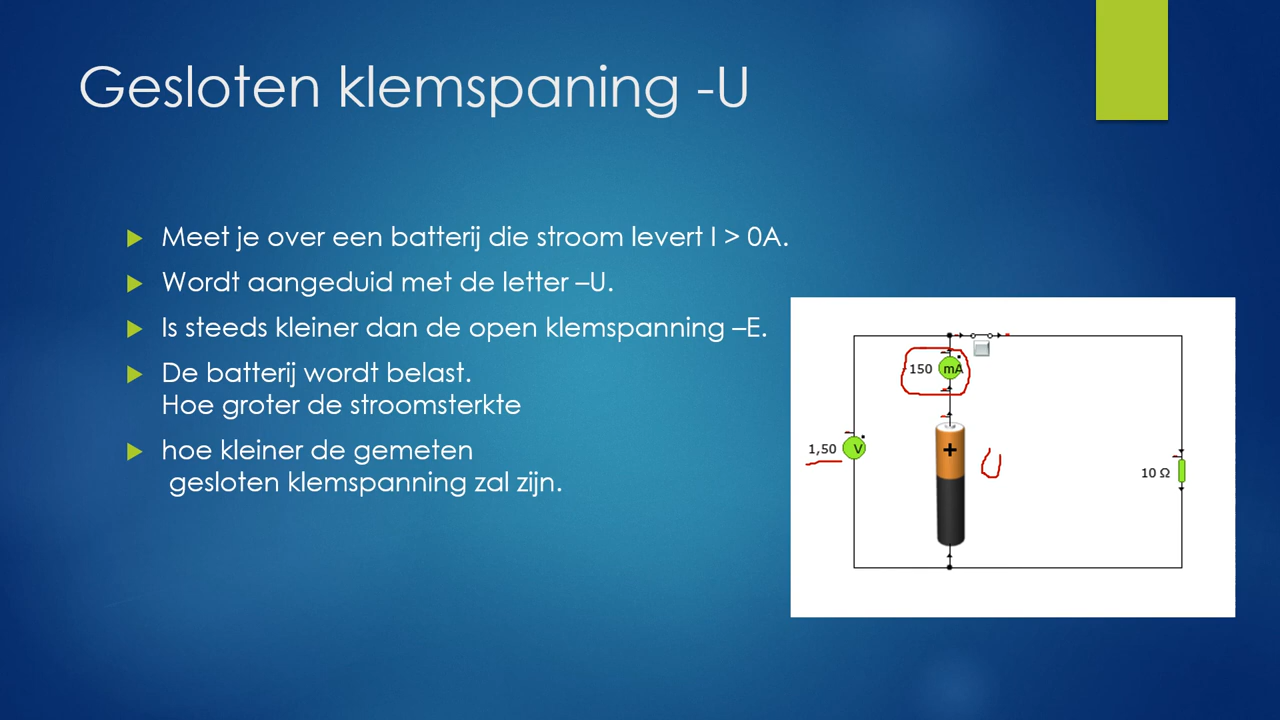 Gesloten klemspaning -U
Meet je over een batterij die stroom levert I > 0A.
Wordt aangeduid met de letter –U.
Is steeds kleiner dan de open klemspanning –E.
De batterij wordt belast.
Hoe groter de stroomsterkte
hoe kleiner de gemeten
gesloten klemspanning zal zijn.
150 mA
1,50 V
+
U
10 Ω